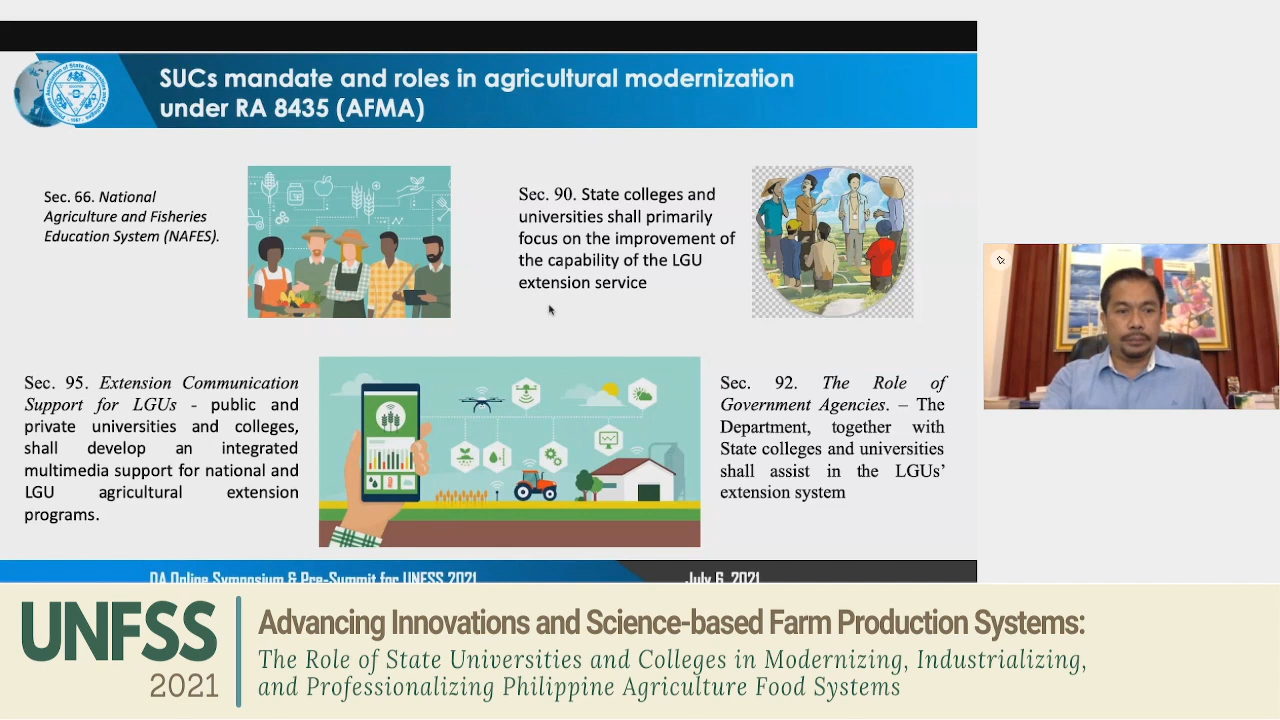 SUCs mandate and roles in agricultural modernization
under RA 8435 (AFMA)
Sec. 66. National
Agriculture and Fisheries
Education System (NAFES).
Sec. 90. State colleges and
universities shall primarily
focus on the improvement of
the capability of the LGU
extension service
Sec. 95. Extension Communication
Support for LGUs - public and
private universities and colleges,
shall develop an integrated
multimedia support for national and
LGU agricultural extension
programs.
Sec. 92. The Role of
Government Agencies. – The
Department, together with
State colleges and universities
shall assist in the LGUs’
extension system
DA Online Symposium & Pre-Summit for UNFSS 2021
July 6, 2021
UNFSS
2021
Advancing Innovations and Science-based Farm Production Systems:
The Role of State Universities and Colleges in Modernizing, Industrializing,
and Professionalizing Philippine Agriculture Food Systems